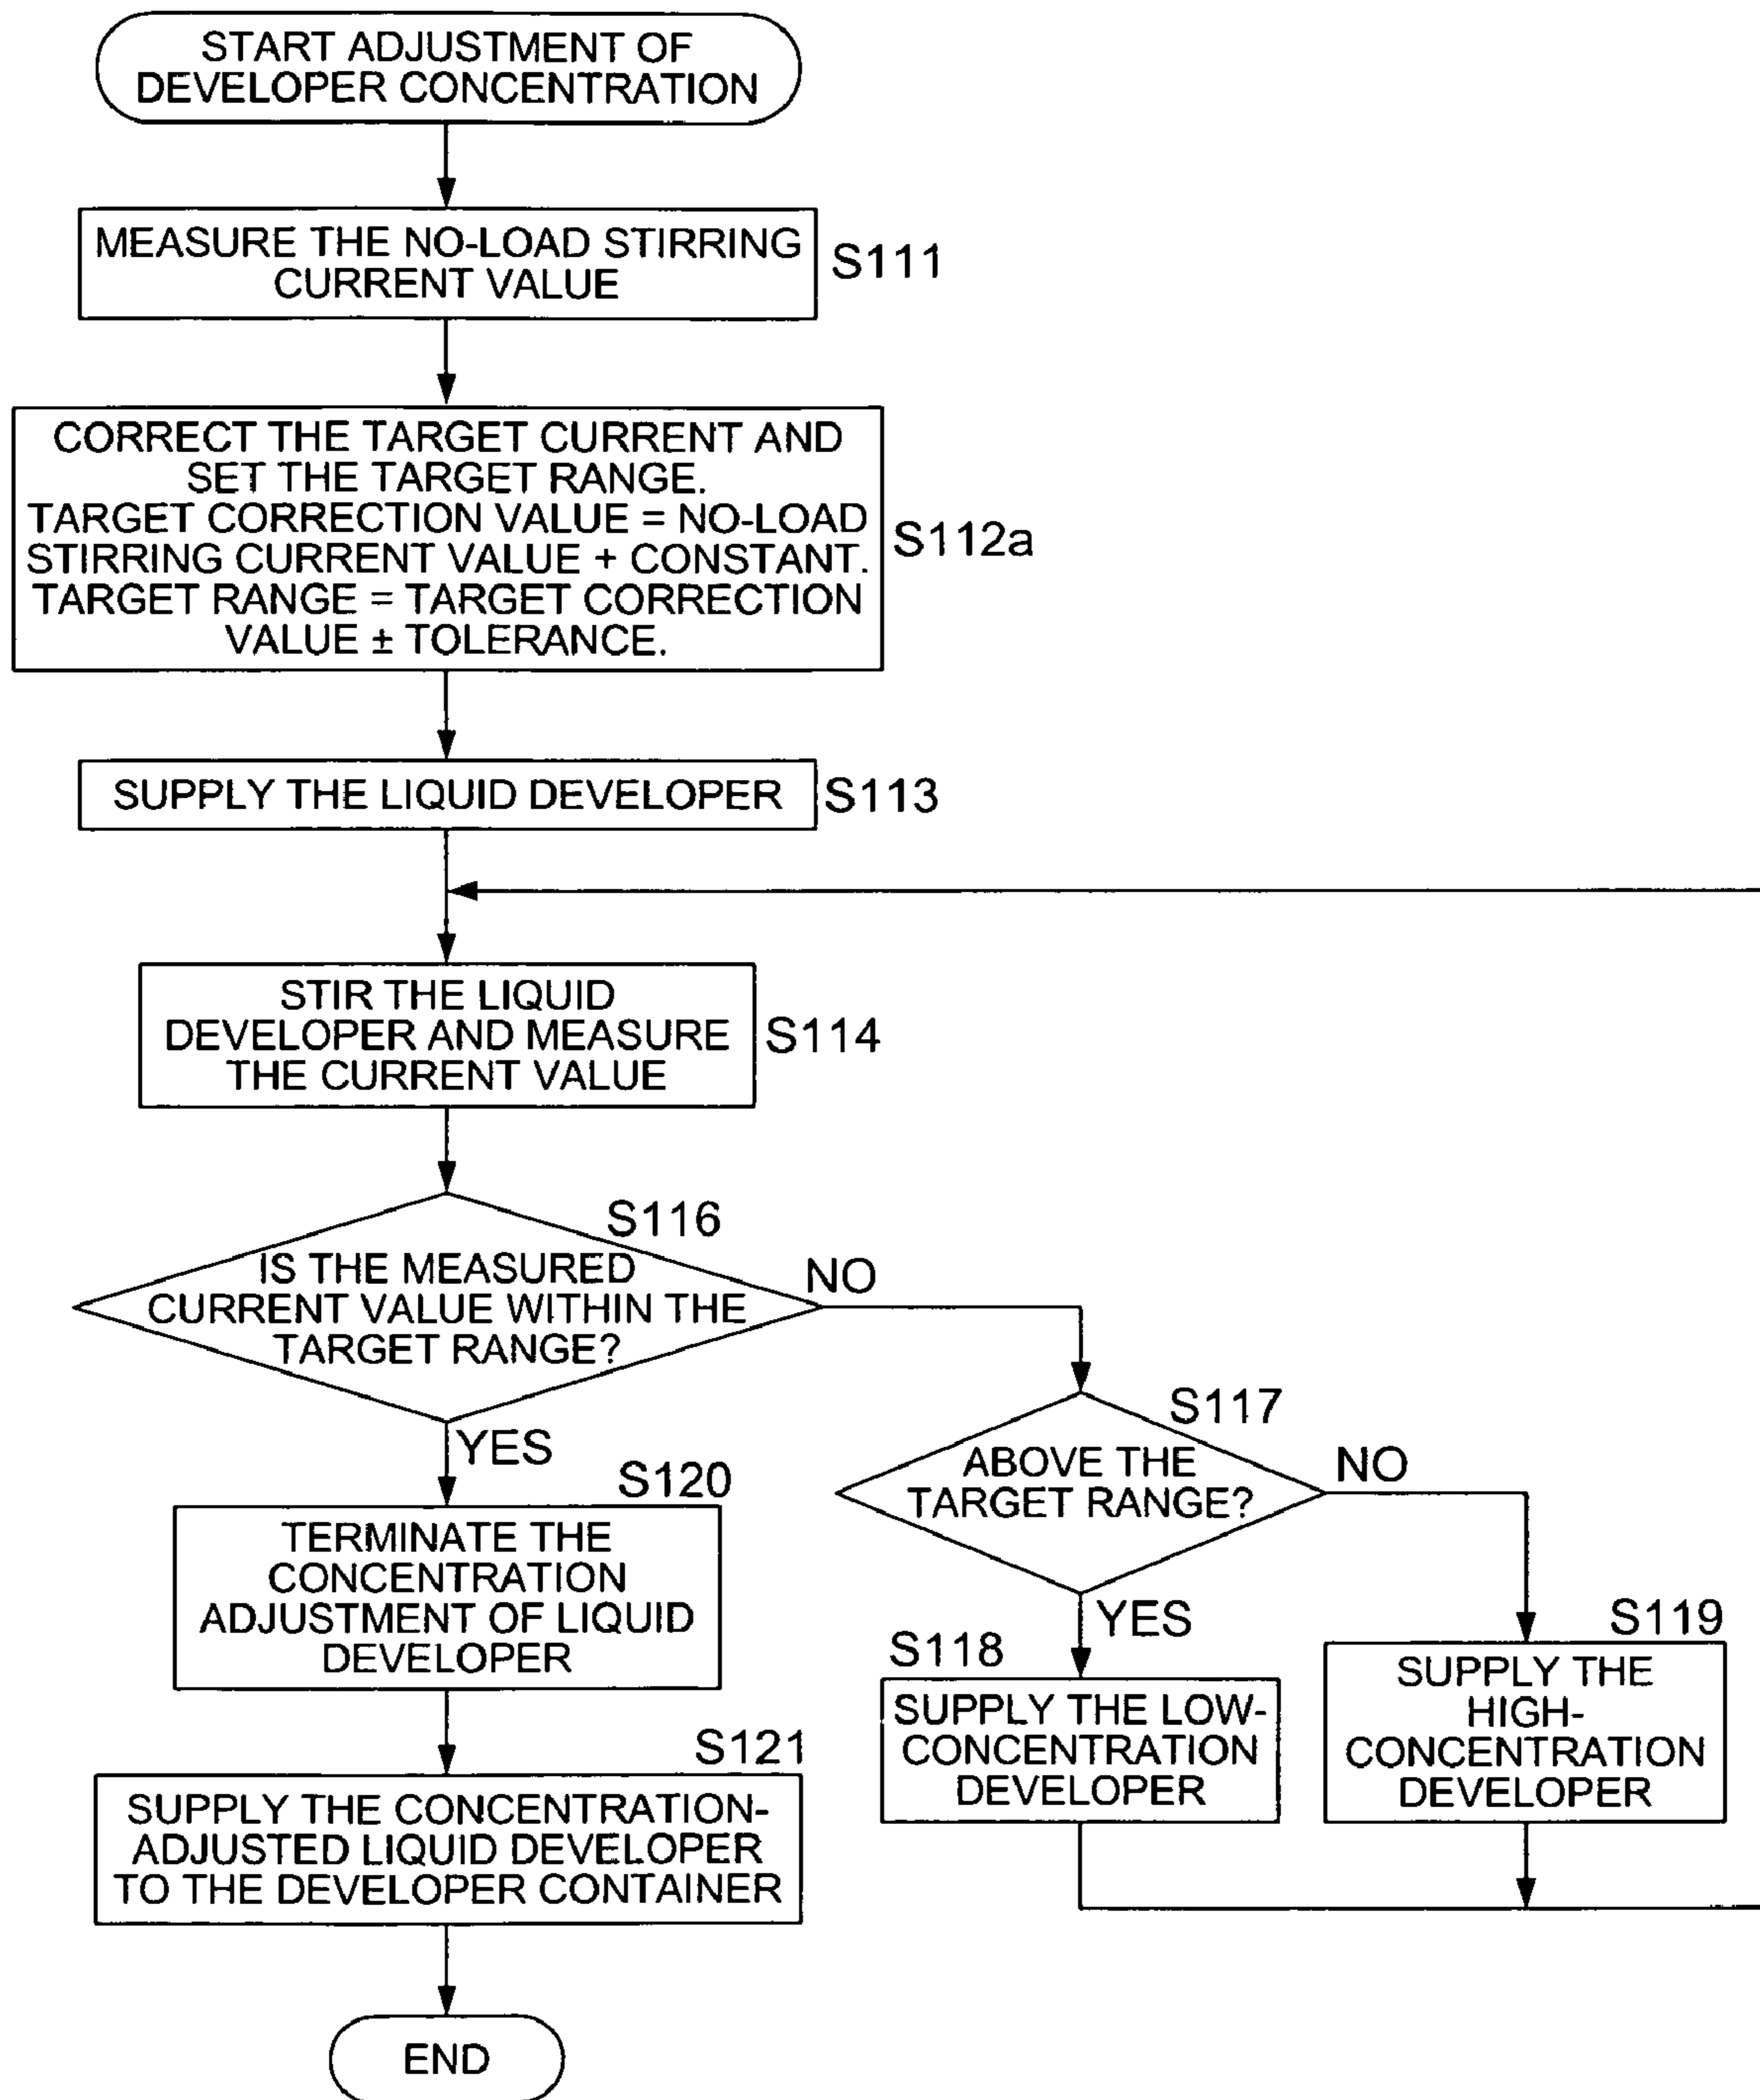 START ADJUSTMENT OF
DEVELOPER CONCENTRATION
MEASURE THE NO-LOAD STIRRING
CURRENT VALUE
S111
CORRECT THE TARGET CURRENT AND
SET THE TARGET RANGE.
TARGET CORRECTION VALUE = NO-LOAD
STIRRING CURRENT VALUE + CONSTANT.
TARGET RANGE = TARGET CORRECTION
VALUE ± TOLERANCE.
S112a
SUPPLY THE LIQUID DEVELOPER
S113
STIR THE LIQUID
DEVELOPER AND MEASURE
THE CURRENT VALUE
S114
S116
IS THE MEASURED
CURRENT VALUE WITHIN THE
TARGET RANGE?
NO
YES
S117
ABOVE THE
TARGET RANGE?
NO
YES
S120
TERMINATE THE
CONCENTRATION
ADJUSTMENT OF LIQUID
DEVELOPER
S118
SUPPLY THE LOW-
CONCENTRATION
DEVELOPER
S119
SUPPLY THE
HIGH-
CONCENTRATION
DEVELOPER
S121
SUPPLY THE CONCENTRATION-
ADJUSTED LIQUID DEVELOPER
TO THE DEVELOPER CONTAINER
END